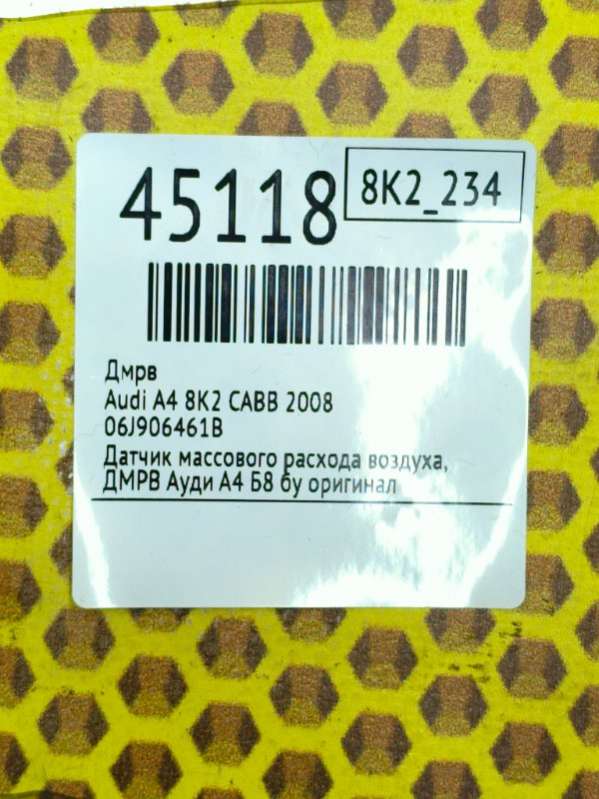 45118
8K2_234
Дмрв
Audi A4 8K2 CABB 2008
06J906461B
Датчик массового расхода воздуха,
ДМРВ Ауди А4 Б8 бу оригинал